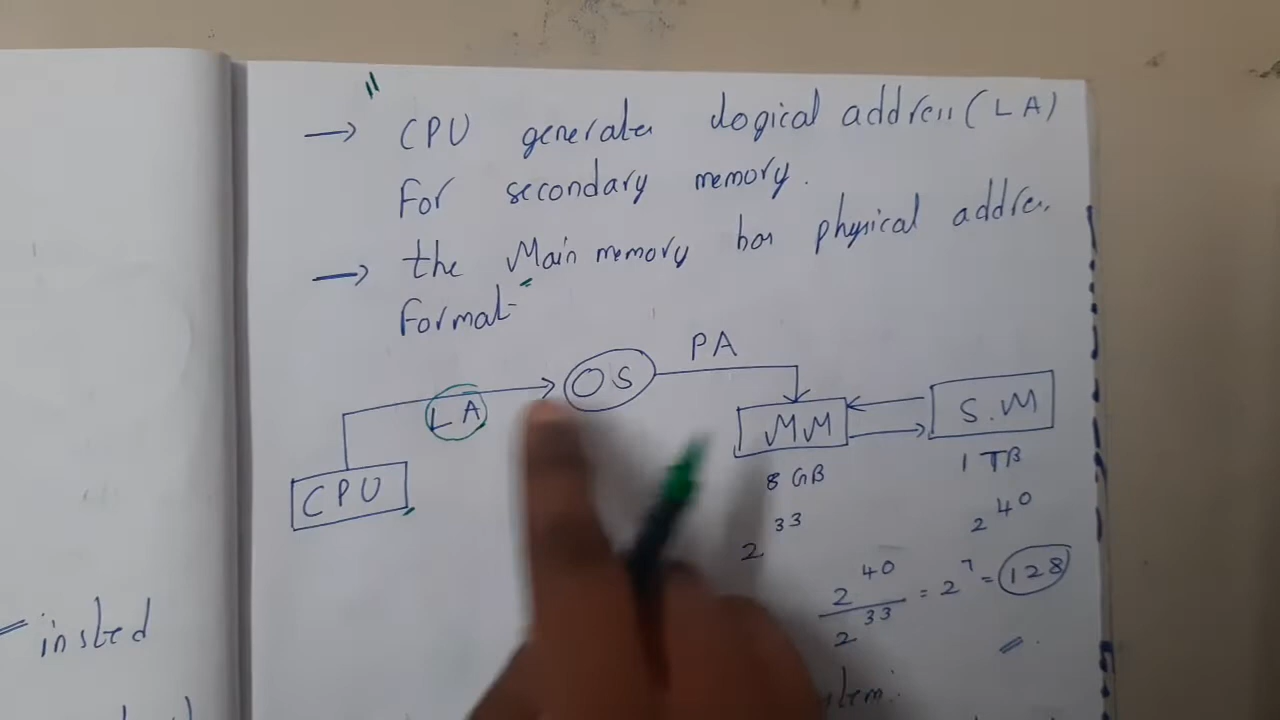 → CPU generates Logical address (LA)
For secondary memory.
→ the Main memory has physical addres.
Format
LA
OS
PA
MM
S.M
CPU
8 GB
1 TB
2^33
2^40
2^40 / 2^33 = 2^7 = 128
insted